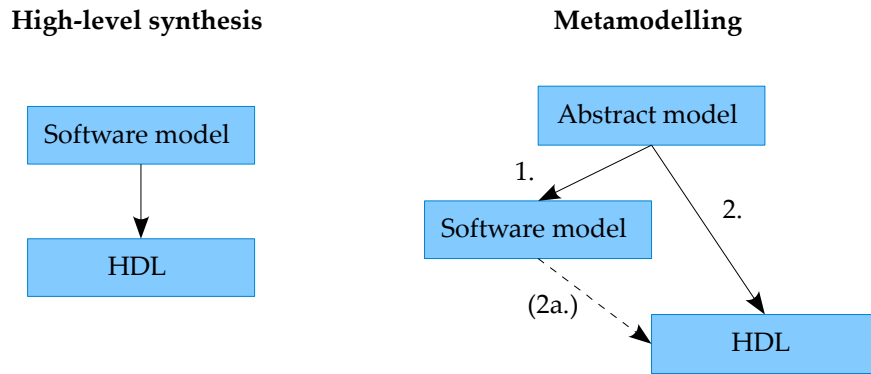 High-level synthesis
Software model
HDL
Metamodelling
Abstract model
1.
2.
Software model
(2a.)
HDL